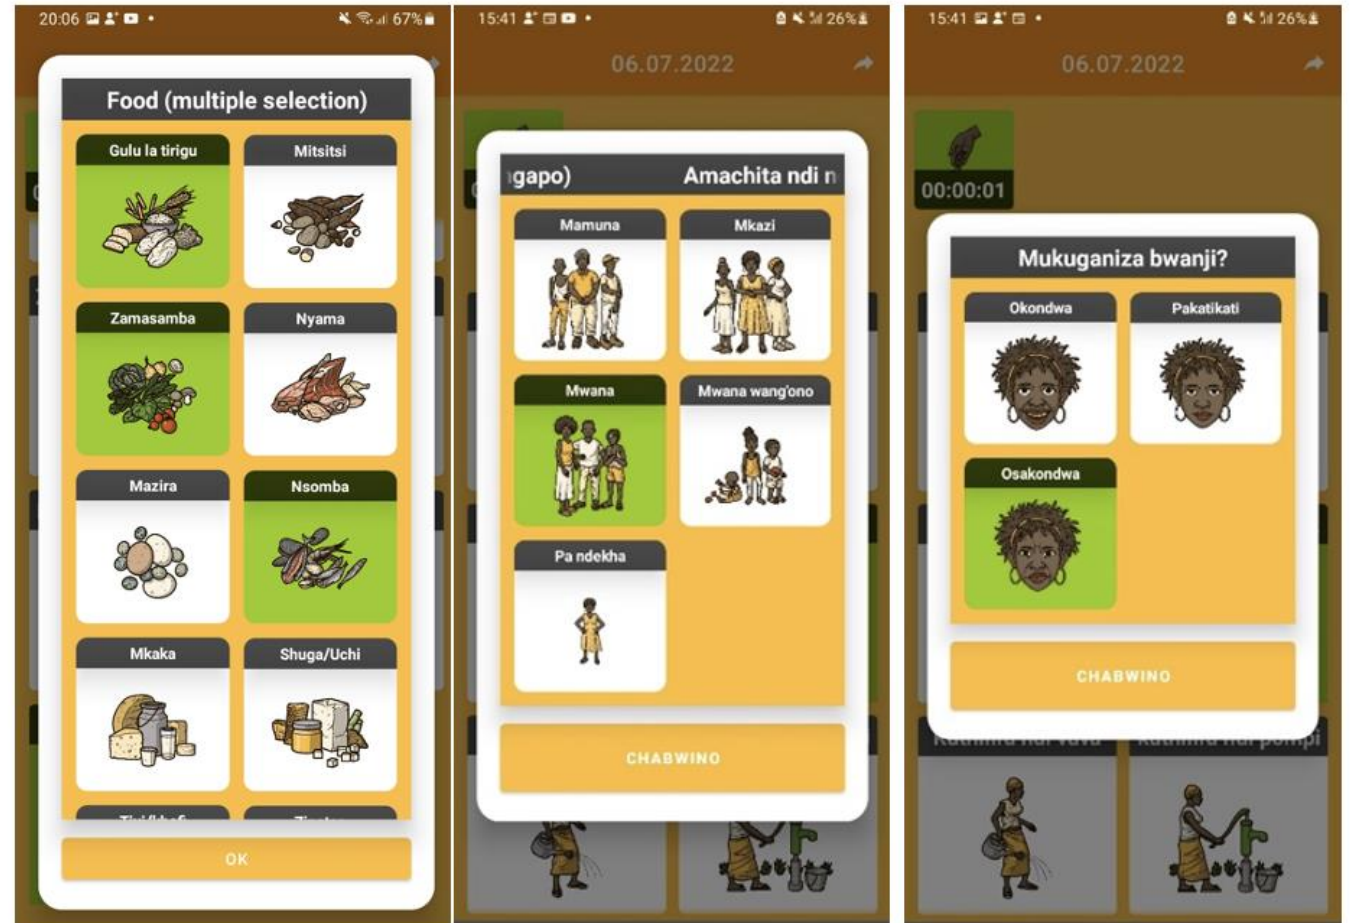 20:06 67%
Food (multiple selection)
Gulu la tirigu Mitsitsi
Zamasamba Nyama
Mazira Nsomba
Mkaka Shuga/Uchi
OK
15:41 26%
06.07.2022
gapo) Amachita ndi n
Mamuna Mkazi
Mwana Mwana wang'ono
Pa ndekha
CHABWINO
15:41 26%
06.07.2022
00:00:01
Mukuganiza bwanji?
Okondwa Pakatikati
Osakondwa
CHABWINO